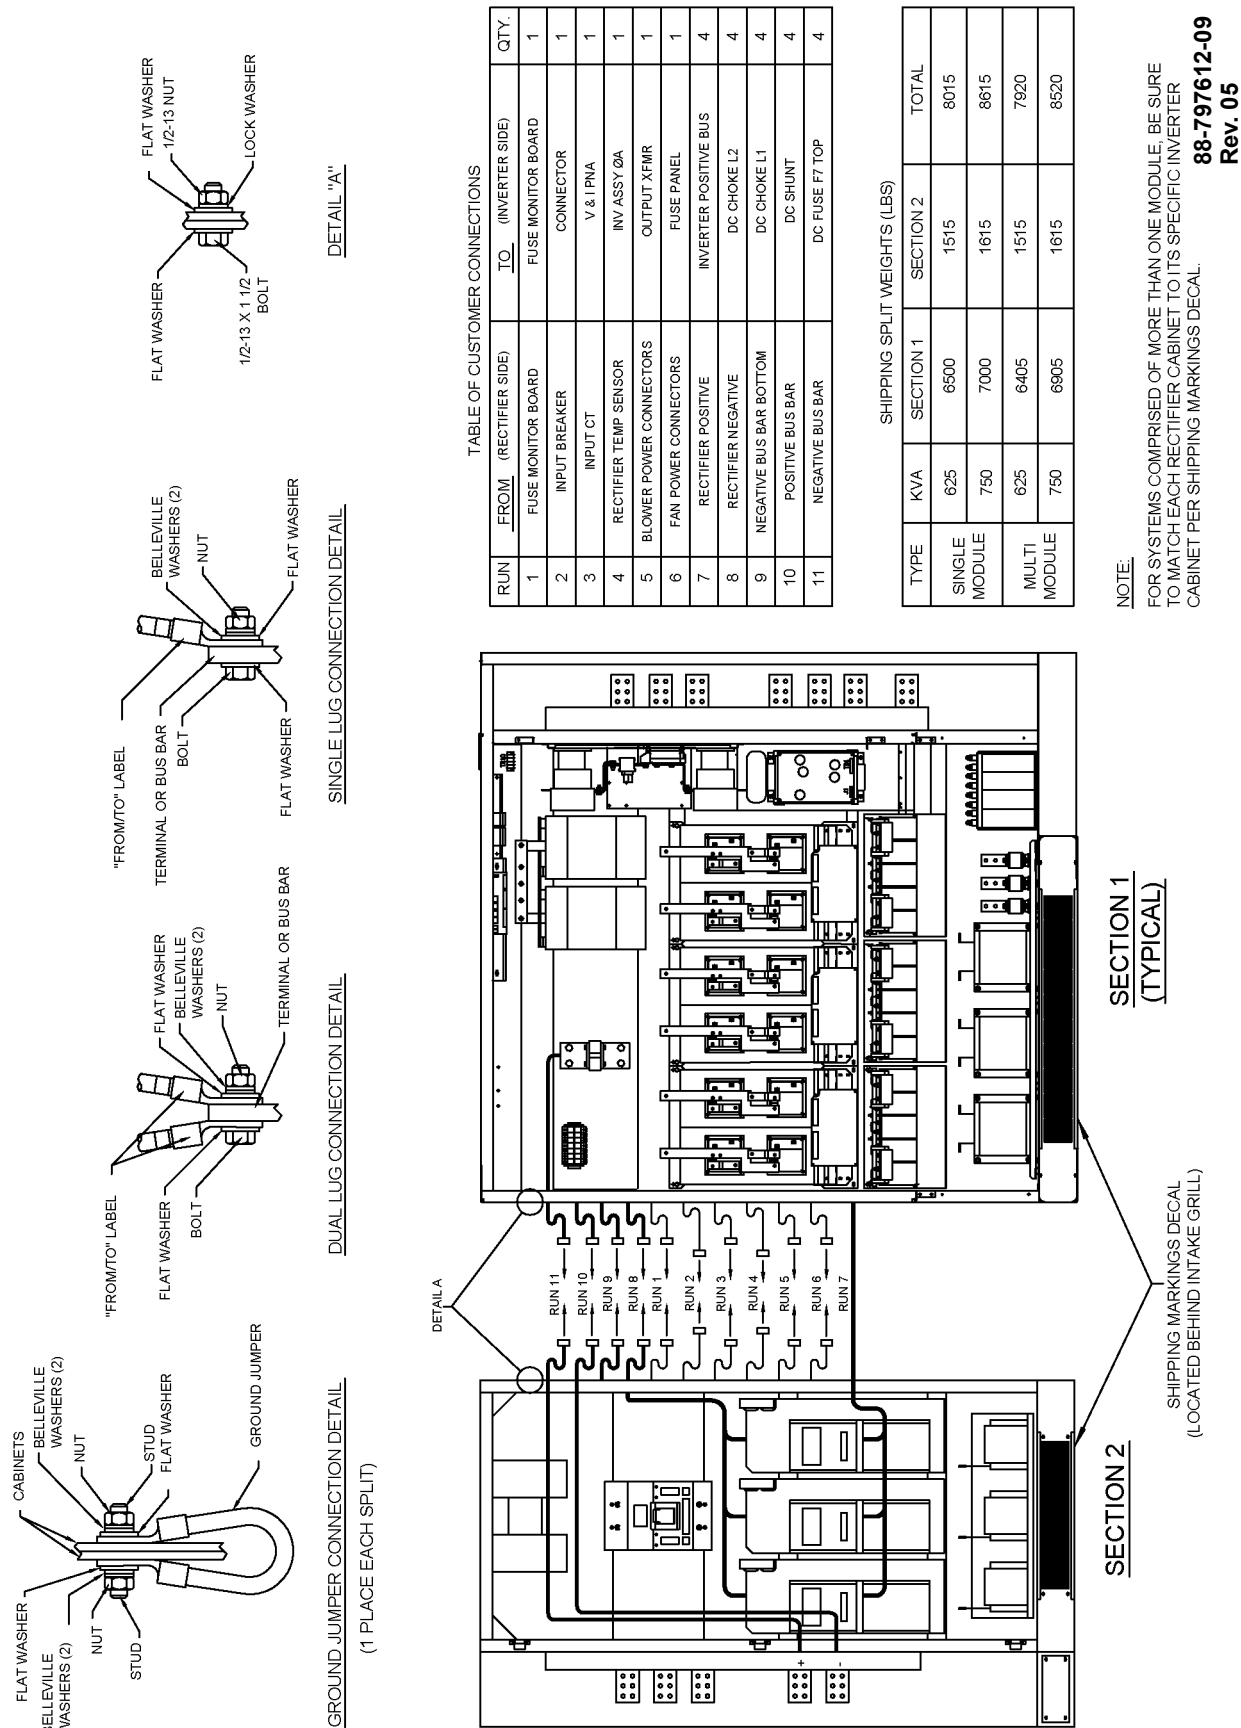 FLAT WASHER
BELLEVILLE
WASHERS (2)
NUT
STUD
CABINETS
BELLEVILLE
WASHERS (2)
NUT
STUD
FLAT WASHER
GROUND JUMPER
GROUND JUMPER CONNECTION DETAIL
(1 PLACE EACH SPLIT)
"FROM/TO" LABEL
FLAT WASHER
BOLT
FLAT WASHER
BELLEVILLE
WASHERS (2)
NUT
TERMINAL OR BUS BAR
DUAL LUG CONNECTION DETAIL
"FROM/TO" LABEL
TERMINAL OR BUS BAR
BOLT
FLAT WASHER
BELLEVILLE
WASHERS (2)
NUT
FLAT WASHER
SINGLE LUG CONNECTION DETAIL
FLAT WASHER
1/2-13 X 1 1/2
BOLT
FLAT WASHER
1/2-13 NUT
LOCK WASHER
DETAIL "A"
DETAIL A
RUN 11
RUN 10
RUN 9
RUN 8
RUN 1
RUN 2
RUN 3
RUN 4
RUN 5
RUN 6
RUN 7
+
-
SECTION 2
SHIPPING MARKINGS DECAL
(LOCATED BEHIND INTAKE GRILL)
SECTION 1
(TYPICAL)
TABLE OF CUSTOMER CONNECTIONS
RUN FROM (RECTIFIER SIDE) TO (INVERTER SIDE) QTY.
1 FUSE MONITOR BOARD FUSE MONITOR BOARD 1
2 INPUT BREAKER CONNECTOR 1
3 INPUT CT V & I PNA 1
4 RECTIFIER TEMP SENSOR INV ASSY ØA 1
5 BLOWER POWER CONNECTORS OUTPUT XFMR 1
6 FAN POWER CONNECTORS FUSE PANEL 1
7 RECTIFIER POSITIVE INVERTER POSITIVE BUS 4
8 RECTIFIER NEGATIVE DC CHOKE L2 4
9 NEGATIVE BUS BAR BOTTOM DC CHOKE L1 4
10 POSITIVE BUS BAR DC SHUNT 4
11 NEGATIVE BUS BAR DC FUSE F7 TOP 4
SHIPPING SPLIT WEIGHTS (LBS)
TYPE KVA SECTION 1 SECTION 2 TOTAL
SINGLE
MODULE
625 6500 1515 8015
750 7000 1615 8615
MULTI
MODULE
625 6405 1515 7920
750 6905 1615 8520
NOTE:
FOR SYSTEMS COMPRISED OF MORE THAN ONE MODULE, BE SURE
TO MATCH EACH RECTIFIER CABINET TO ITS SPECIFIC INVERTER
CABINET PER SHIPPING MARKINGS DECAL.
88-797612-09
Rev. 05